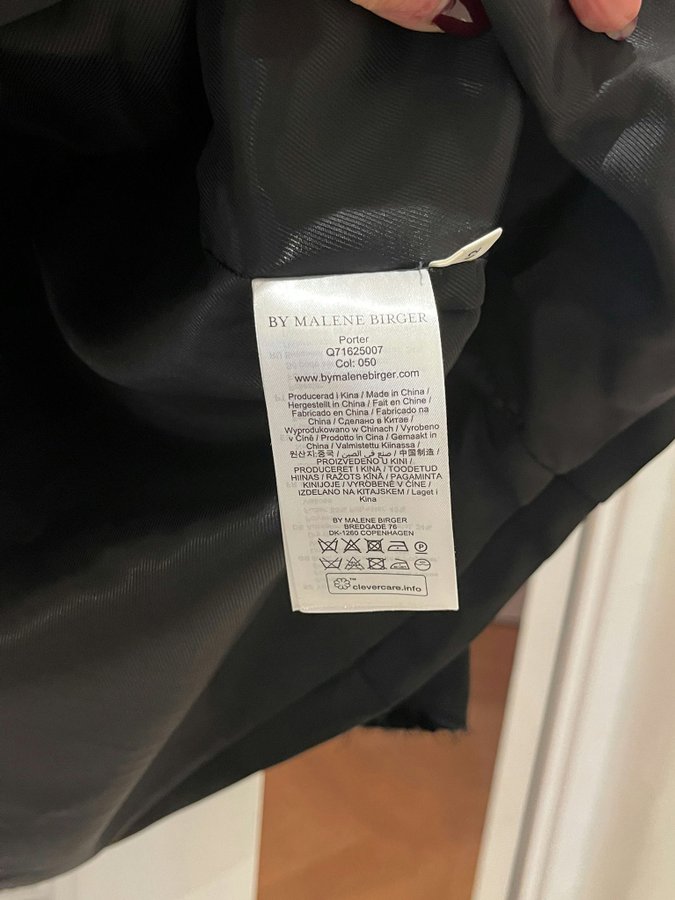 BY MALENE BIRGER
Porter
Q71625007
Col: 050
www.bymalenebirger.com
Producerad i Kina / Made in China /
Hergestellt in China / Fait en Chine /
Fabricado en China / Fabricado na
China / Сделано в Китае /
Wyprodukowano w Chinach / Vyrobeno
v Číně / Prodotto in Cina / Gemaakt in
China / Valmistettu Kiinassa /
원산지:중국 / صنع في الصين / 中国制造 /
PROIZVEDENO U KINI /
PRODUCERET I KINA / TOODETUD
HIINAS / RAŽOTS ĶĪNĀ / PAGAMINTA
KINIJOJE / VYROBENÉ V ČÍNE /
IZDELANO NA KITAJSKEM / Laget i
Kina
BY MALENE BIRGER
BREDGADE 76
DK-1260 COPENHAGEN
P
clevercare.info